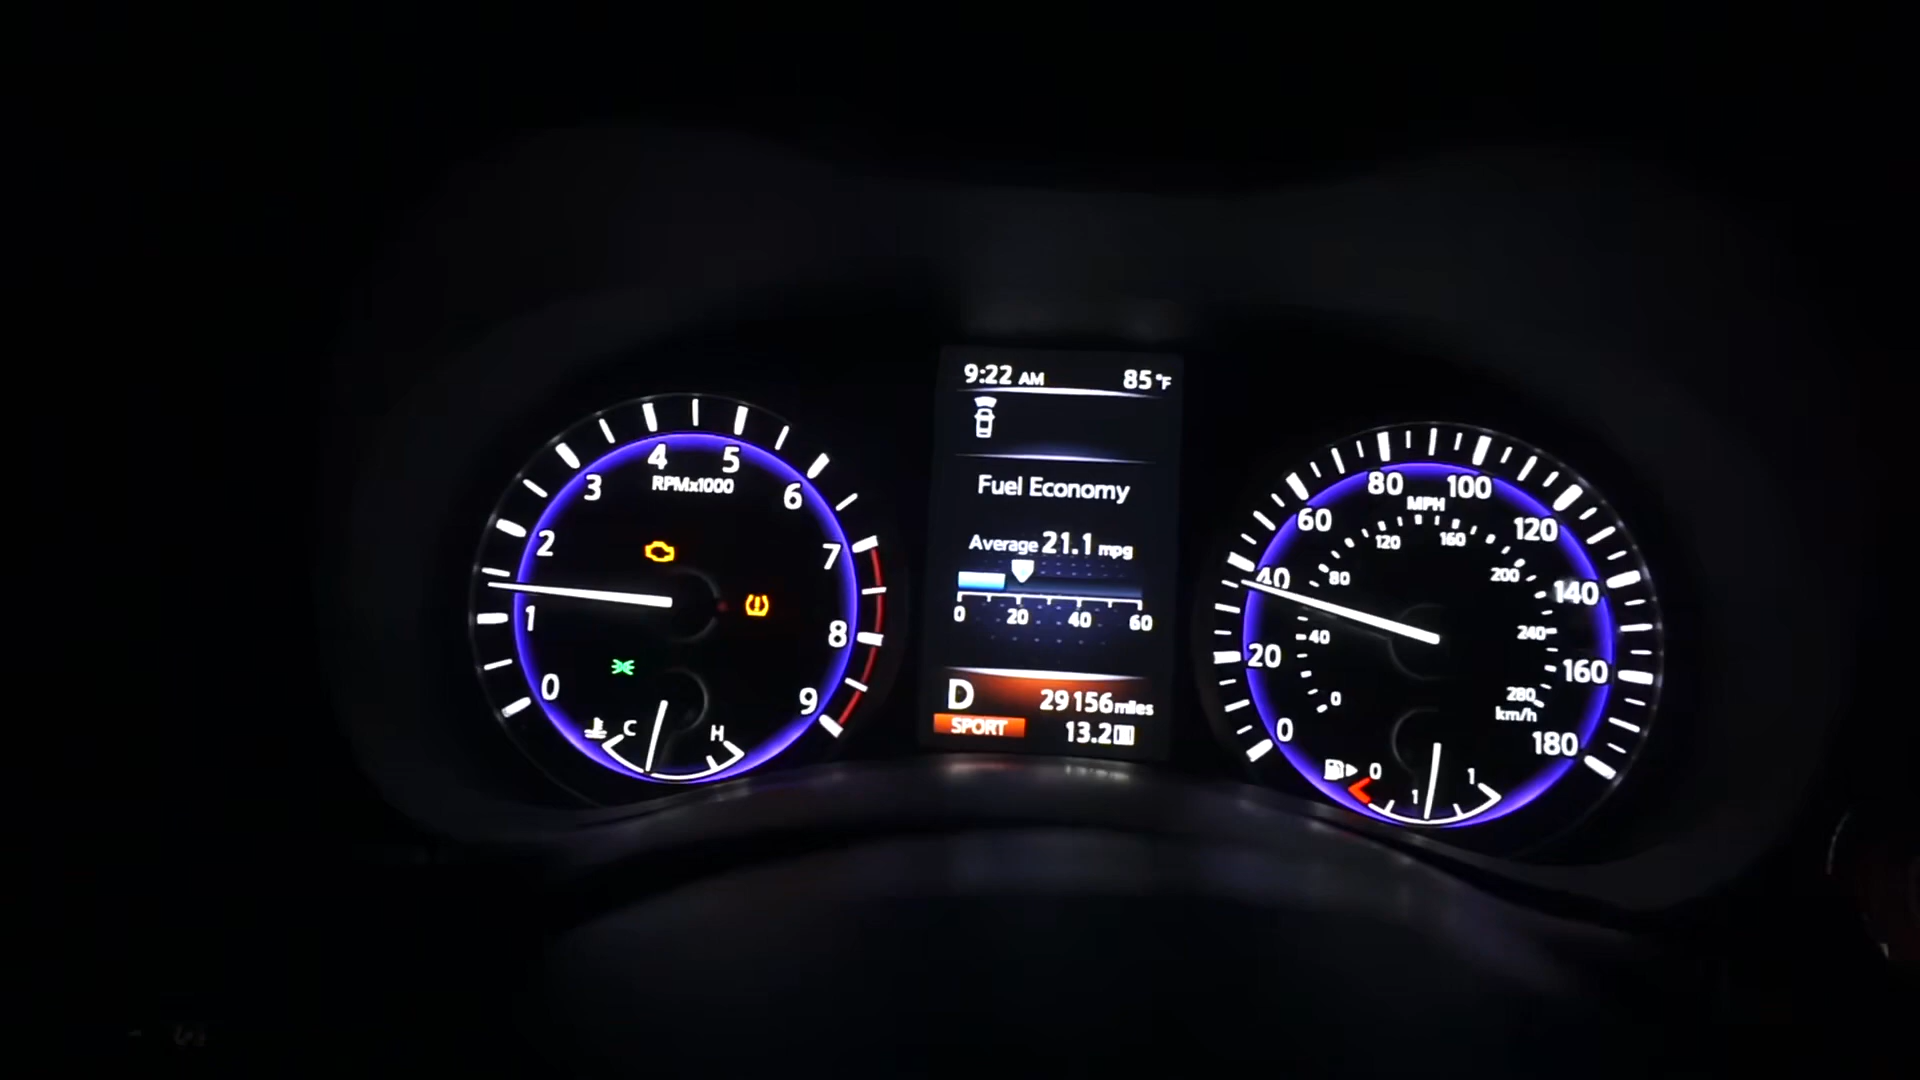 9:22 AM 85°F
Fuel Economy
Average 21.1 mpg
0 20 40 60
D 29156 miles
SPORT 13.2
0 1 2 3 4 5 6 7 8 9
RPMx1000
C H
0 20 40 60 80 100 120 140 160 180
MPH
0 40 80 120 160 200 240 280
km/h
0 1